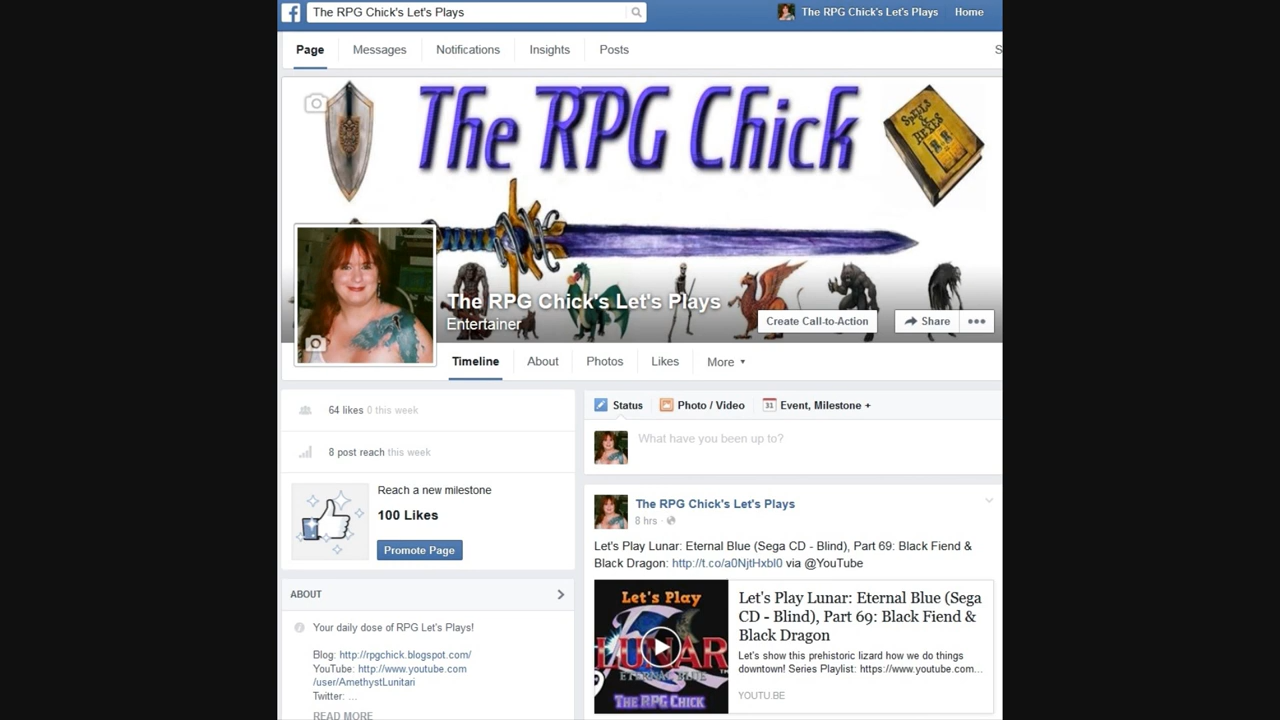 The RPG Chick's Let's Plays
The RPG Chick's Let's Plays
Home
Page
Messages
Notifications
Insights
Posts
S
The RPG Chick
SPELLS
&
HEXES
The RPG Chick's Let's Plays
Entertainer
Create Call-to-Action
Share
Timeline
About
Photos
Likes
More
64 likes 0 this week
8 post reach this week
Reach a new milestone
100 Likes
Promote Page
ABOUT
Your daily dose of RPG Let's Plays!
Blog: http://rpgchick.blogspot.com/
YouTube: http://www.youtube.com
/user/AmethystLunitari
Twitter: ...
READ MORE
Status
Photo / Video
31
Event, Milestone +
What have you been up to?
The RPG Chick's Let's Plays
8 hrs ·
Let's Play Lunar: Eternal Blue (Sega CD - Blind), Part 69: Black Fiend &
Black Dragon: http://t.co/a0NjtHxbl0 via @YouTube
Let's Play
LUNAR
TM
ETERNAL BLUE
THE RPG CHICK
Let's Play Lunar: Eternal Blue (Sega
CD - Blind), Part 69: Black Fiend &
Black Dragon
Let's show this prehistoric lizard how we do things
downtown! Series Playlist: https://www.youtube.com...
YOUTU.BE